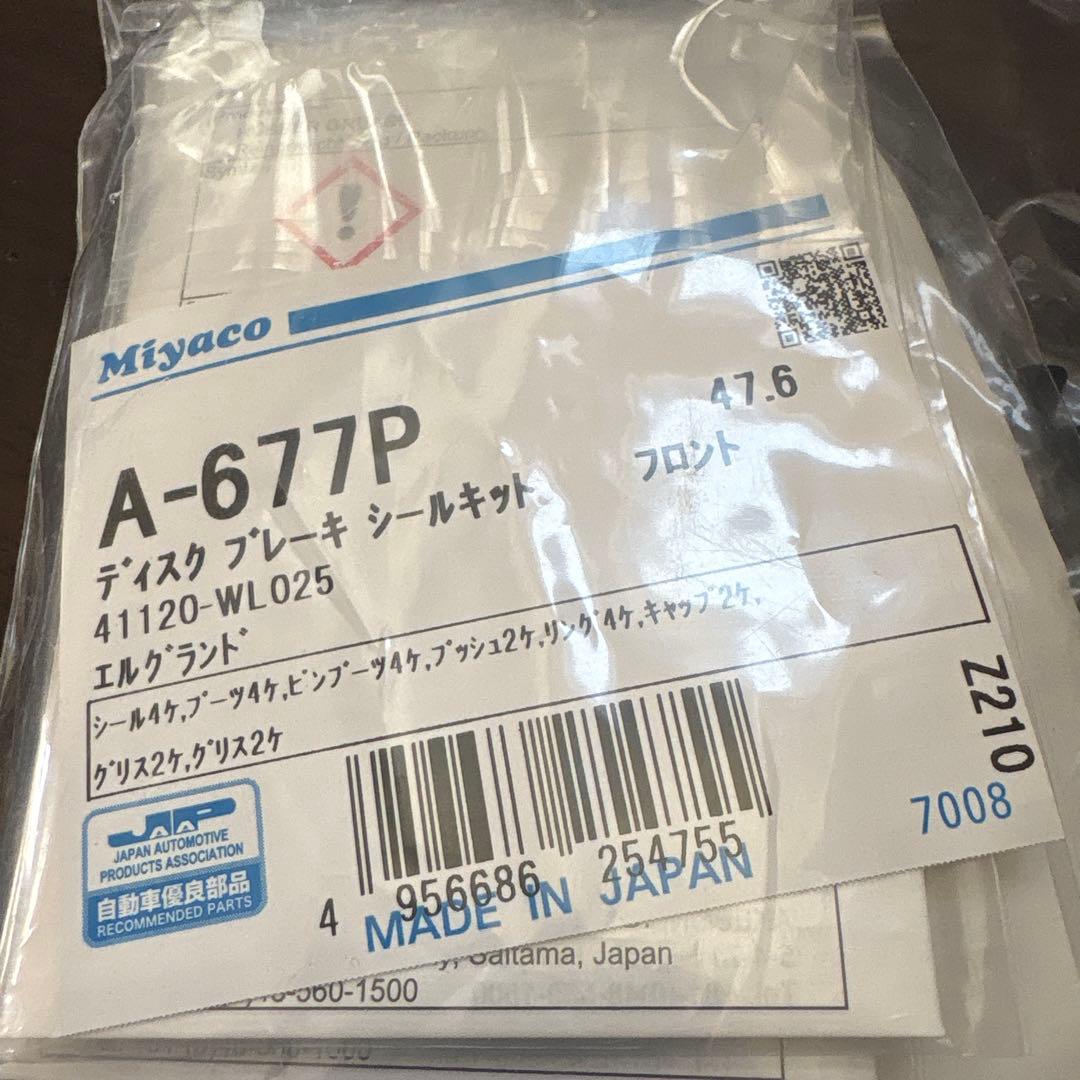 Miyaco
47.6
A-677P
フロント
ディスク ブレーキ シールキット
41120-WL025
エルグランド
シール4ケ,ブーツ4ケ,ピンブーツ4ケ,ブッシュ2ケ,リング4ケ,キャップ2ケ,
グリス2ケ,グリス2ケ
Z210
7008
JAPAN AUTOMOTIVE
PRODUCTS ASSOCIATION
自動車優良部品
RECOMMENDED PARTS
4 956686 254755
MADE IN JAPAN
Saitama, Japan
-560-1500